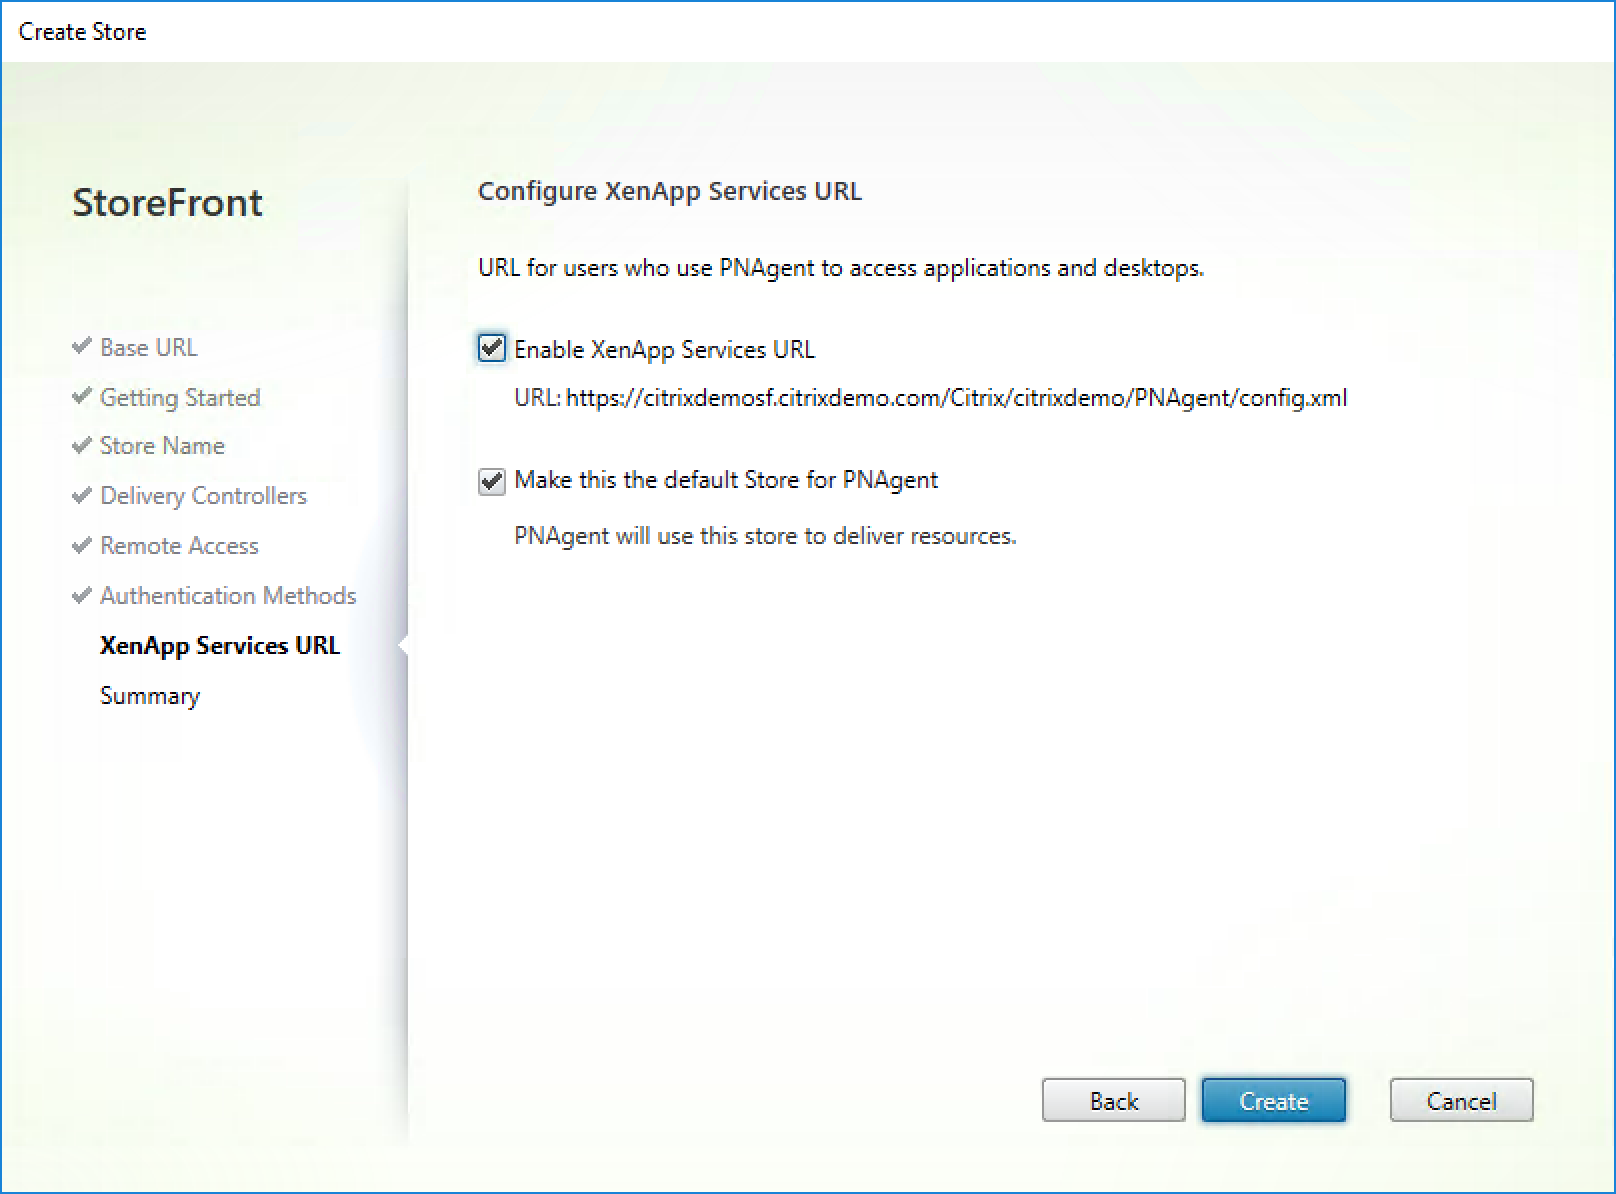 Create Store
StoreFront
Base URL
Getting Started
Store Name
Delivery Controllers
Remote Access
Authentication Methods
XenApp Services URL
Summary
Configure XenApp Services URL
URL for users who use PNAgent to access applications and desktops.
Enable XenApp Services URL
URL: https://citrixdemosf.citrixdemo.com/Citrix/citrixdemo/PNAgent/config.xml
Make this the default Store for PNAgent
PNAgent will use this store to deliver resources.
Back
Create
Cancel